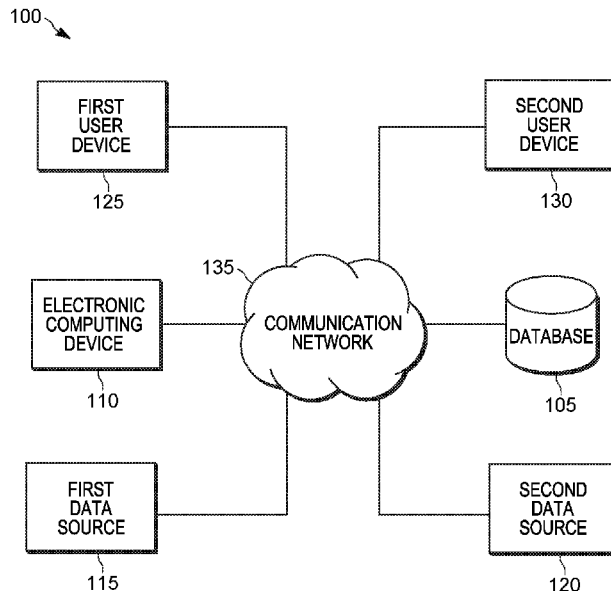 100
FIRST
USER
DEVICE
125
SECOND
USER
DEVICE
130
135
ELECTRONIC
COMPUTING
DEVICE
110
COMMUNICATION
NETWORK
DATABASE
105
FIRST
DATA
SOURCE
115
SECOND
DATA
SOURCE
120